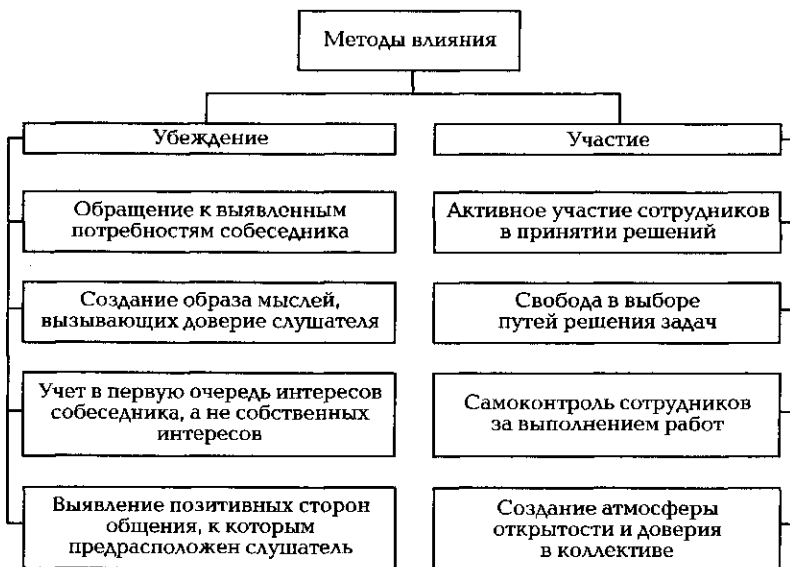 Методы влияния
Убеждение
Обращение к выявленным
потребностям собеседника
Создание образа мыслей,
вызывающих доверие слушателя
Учет в первую очередь интересов
собеседника, а не собственных
интересов
Выявление позитивных сторон
общения, к которым
предрасположен слушатель
Участие
Активное участие сотрудников
в принятии решений
Свобода в выборе
путей решения задач
Самоконтроль сотрудников
за выполнением работ
Создание атмосферы
открытости и доверия
в коллективе